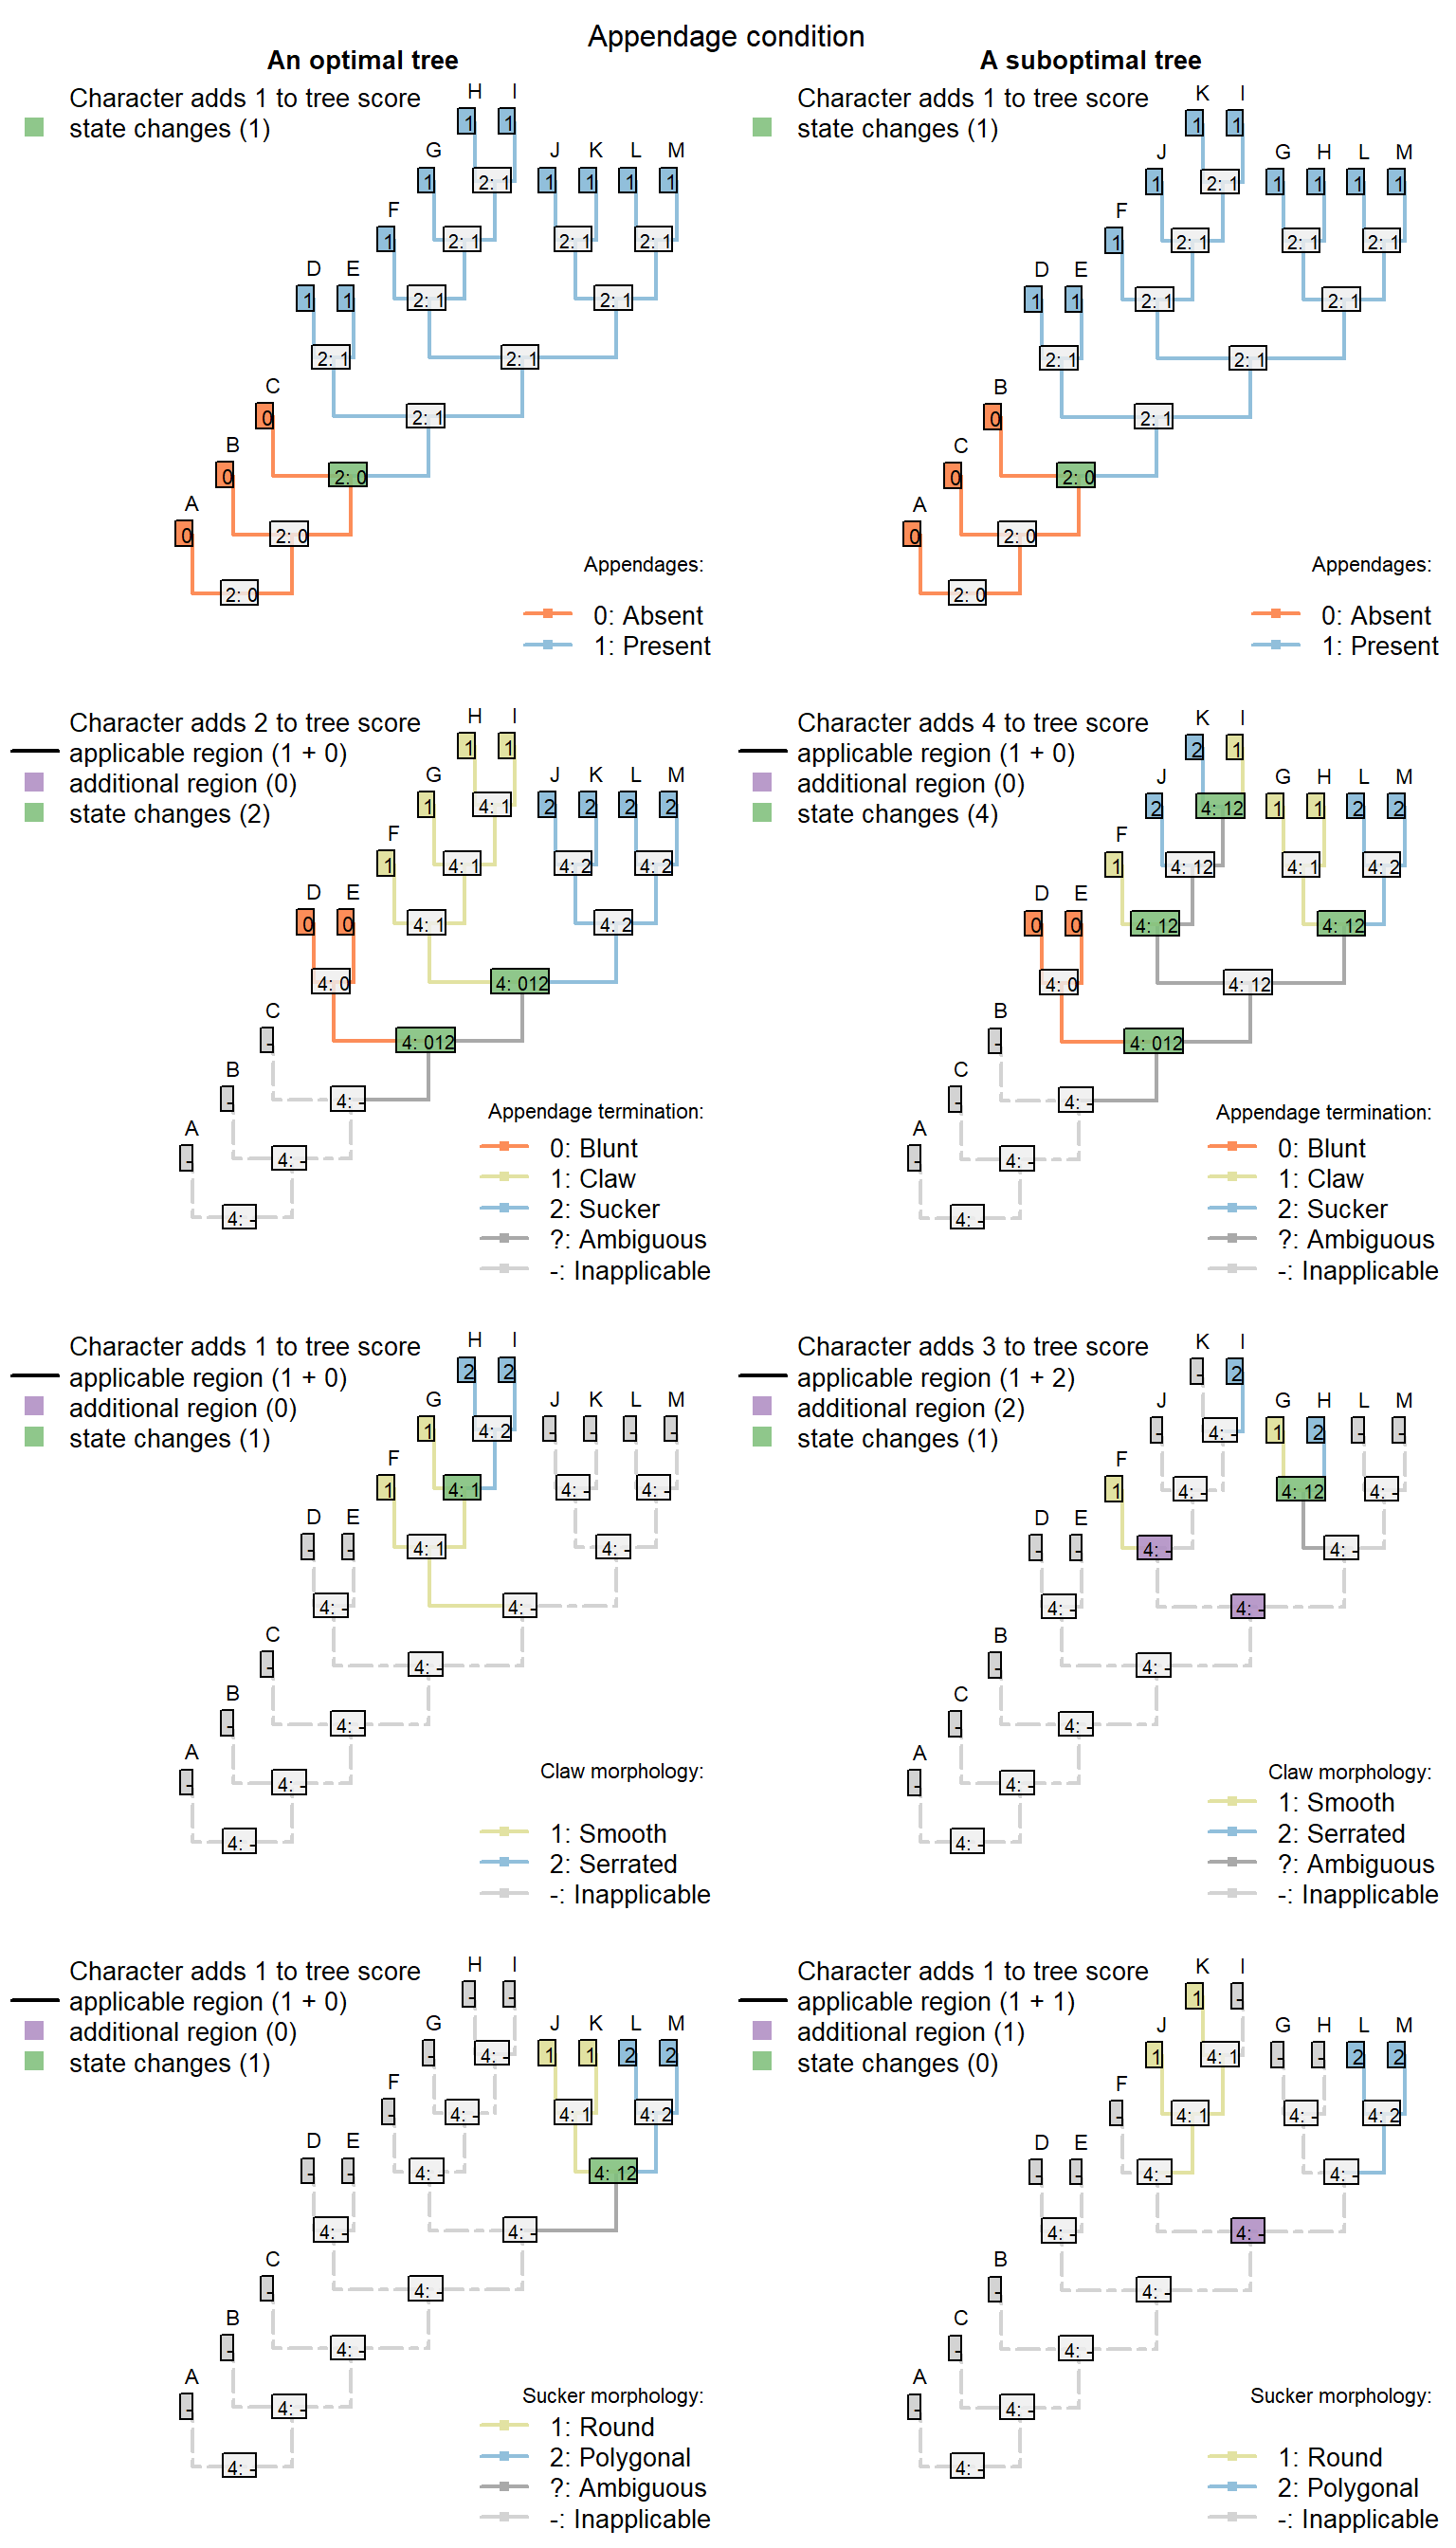 Appendage condition
An optimal tree
Character adds 1 to tree score
state changes (1)
H I
1 1
G J K L M
1 2: 1 1 1 1 1
F
1 2: 1 2: 1 2: 1
D E
1 1 2: 1 2: 1
2: 1 2: 1
C
0 2: 1
B
0 2: 0
A
0 2: 0
2: 0
Appendages:
0: Absent
1: Present
A suboptimal tree
Character adds 1 to tree score
state changes (1)
K I
1 1
J G H L M
1 2: 1 1 1 1 1
F
1 2: 1 2: 1 2: 1
D E
1 1 2: 1 2: 1
2: 1 2: 1
B
0 2: 1
C
0 2: 0
A
0 2: 0
2: 0
Appendages:
0: Absent
1: Present
Character adds 2 to tree score
applicable region (1 + 0)
additional region (0)
state changes (2)
H I
1 1
G J K L M
1 4: 1 2 2 2 2
F
1 4: 1 4: 2 4: 2
D E
0 0 4: 1 4: 2
4: 0 4: 012
C
- 4: 012
B
- 4: -
A
- 4: -
4: -
Appendage termination:
0: Blunt
1: Claw
2: Sucker
?: Ambiguous
-: Inapplicable
Character adds 4 to tree score
applicable region (1 + 0)
additional region (0)
state changes (4)
K I
2 1
J G H L M
2 4: 12 1 1 2 2
F
1 4: 12 4: 1 4: 2
D E
0 0 4: 12 4: 12
4: 0 4: 12
B
- 4: 012
C
- 4: -
A
- 4: -
4: -
Appendage termination:
0: Blunt
1: Claw
2: Sucker
?: Ambiguous
-: Inapplicable
Character adds 1 to tree score
applicable region (1 + 0)
additional region (0)
state changes (1)
H I
2 2
G J K L M
1 4: 2 - - - -
F
1 4: 1 4: - 4: -
D E
- - 4: 1 4: -
4: - 4: -
C
- 4: -
B
- 4: -
A
- 4: -
4: -
Claw morphology:
1: Smooth
2: Serrated
-: Inapplicable
Character adds 3 to tree score
applicable region (1 + 2)
additional region (2)
state changes (1)
K I
- 2
J G H L M
- 4: - 1 2 - -
F
1 4: - 4: 12 4: -
D E
- - 4: - 4: -
4: - 4: -
B
- 4: -
C
- 4: -
A
- 4: -
4: -
Claw morphology:
1: Smooth
2: Serrated
?: Ambiguous
-: Inapplicable
Character adds 1 to tree score
applicable region (1 + 0)
additional region (0)
state changes (1)
H I
- -
G J K L M
- 4: - 1 1 2 2
F
- 4: - 4: 1 4: 2
D E
- - 4: - 4: 12
4: - 4: -
C
- 4: -
B
- 4: -
A
- 4: -
4: -
Sucker morphology:
1: Round
2: Polygonal
?: Ambiguous
-: Inapplicable
Character adds 1 to tree score
applicable region (1 + 1)
additional region (1)
state changes (0)
K I
1 -
J G H L M
1 4: 1 - - 2 2
F
- 4: 1 4: - 4: 2
D E
- - 4: - 4: -
4: - 4: -
B
- 4: -
C
- 4: -
A
- 4: -
4: -
Sucker morphology:
1: Round
2: Polygonal
-: Inapplicable